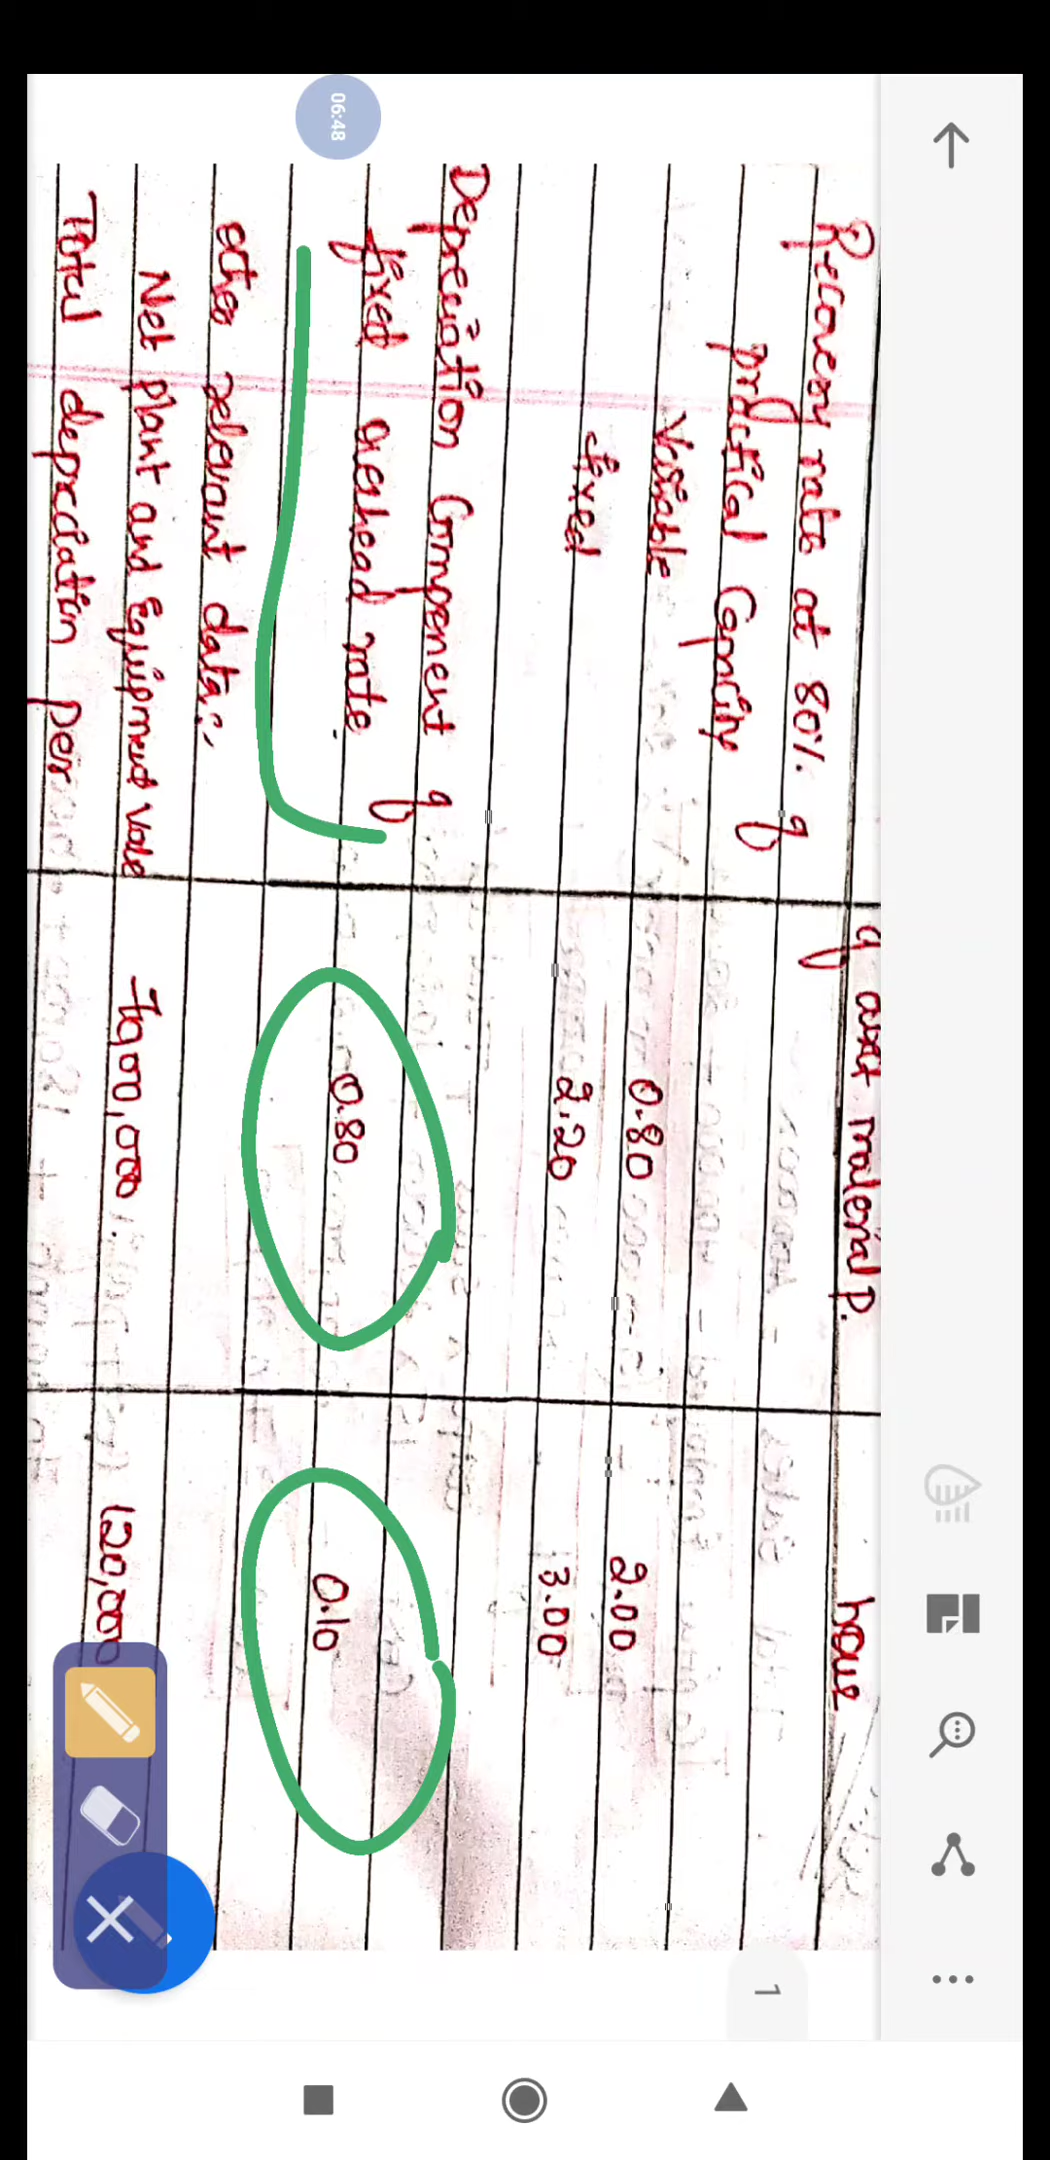 06:48
of dirct material P. hour
Recovery rate at 80% of
practical Capacity
Variable 0.80 2.00
fixed 2.20 3.00
Depreciation Component of
fixed overhead rate 0.80 0.10
other relevant data:-
Net plant and Equipment Value 70,00,000 120,000
Total depreciation per
1